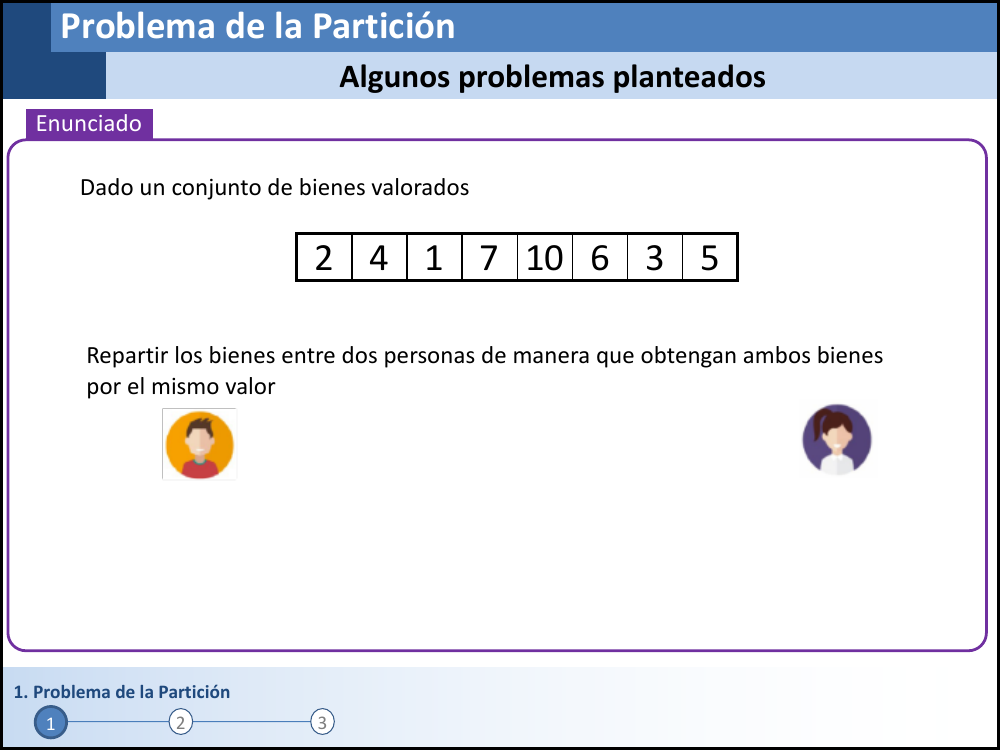 Problema de la Partición
Algunos problemas planteados
Enunciado
Dado un conjunto de bienes valorados
2 4 1 7 10 6 3 5
Repartir los bienes entre dos personas de manera que obtengan ambos bienes
por el mismo valor
1. Problema de la Partición
1 2 3